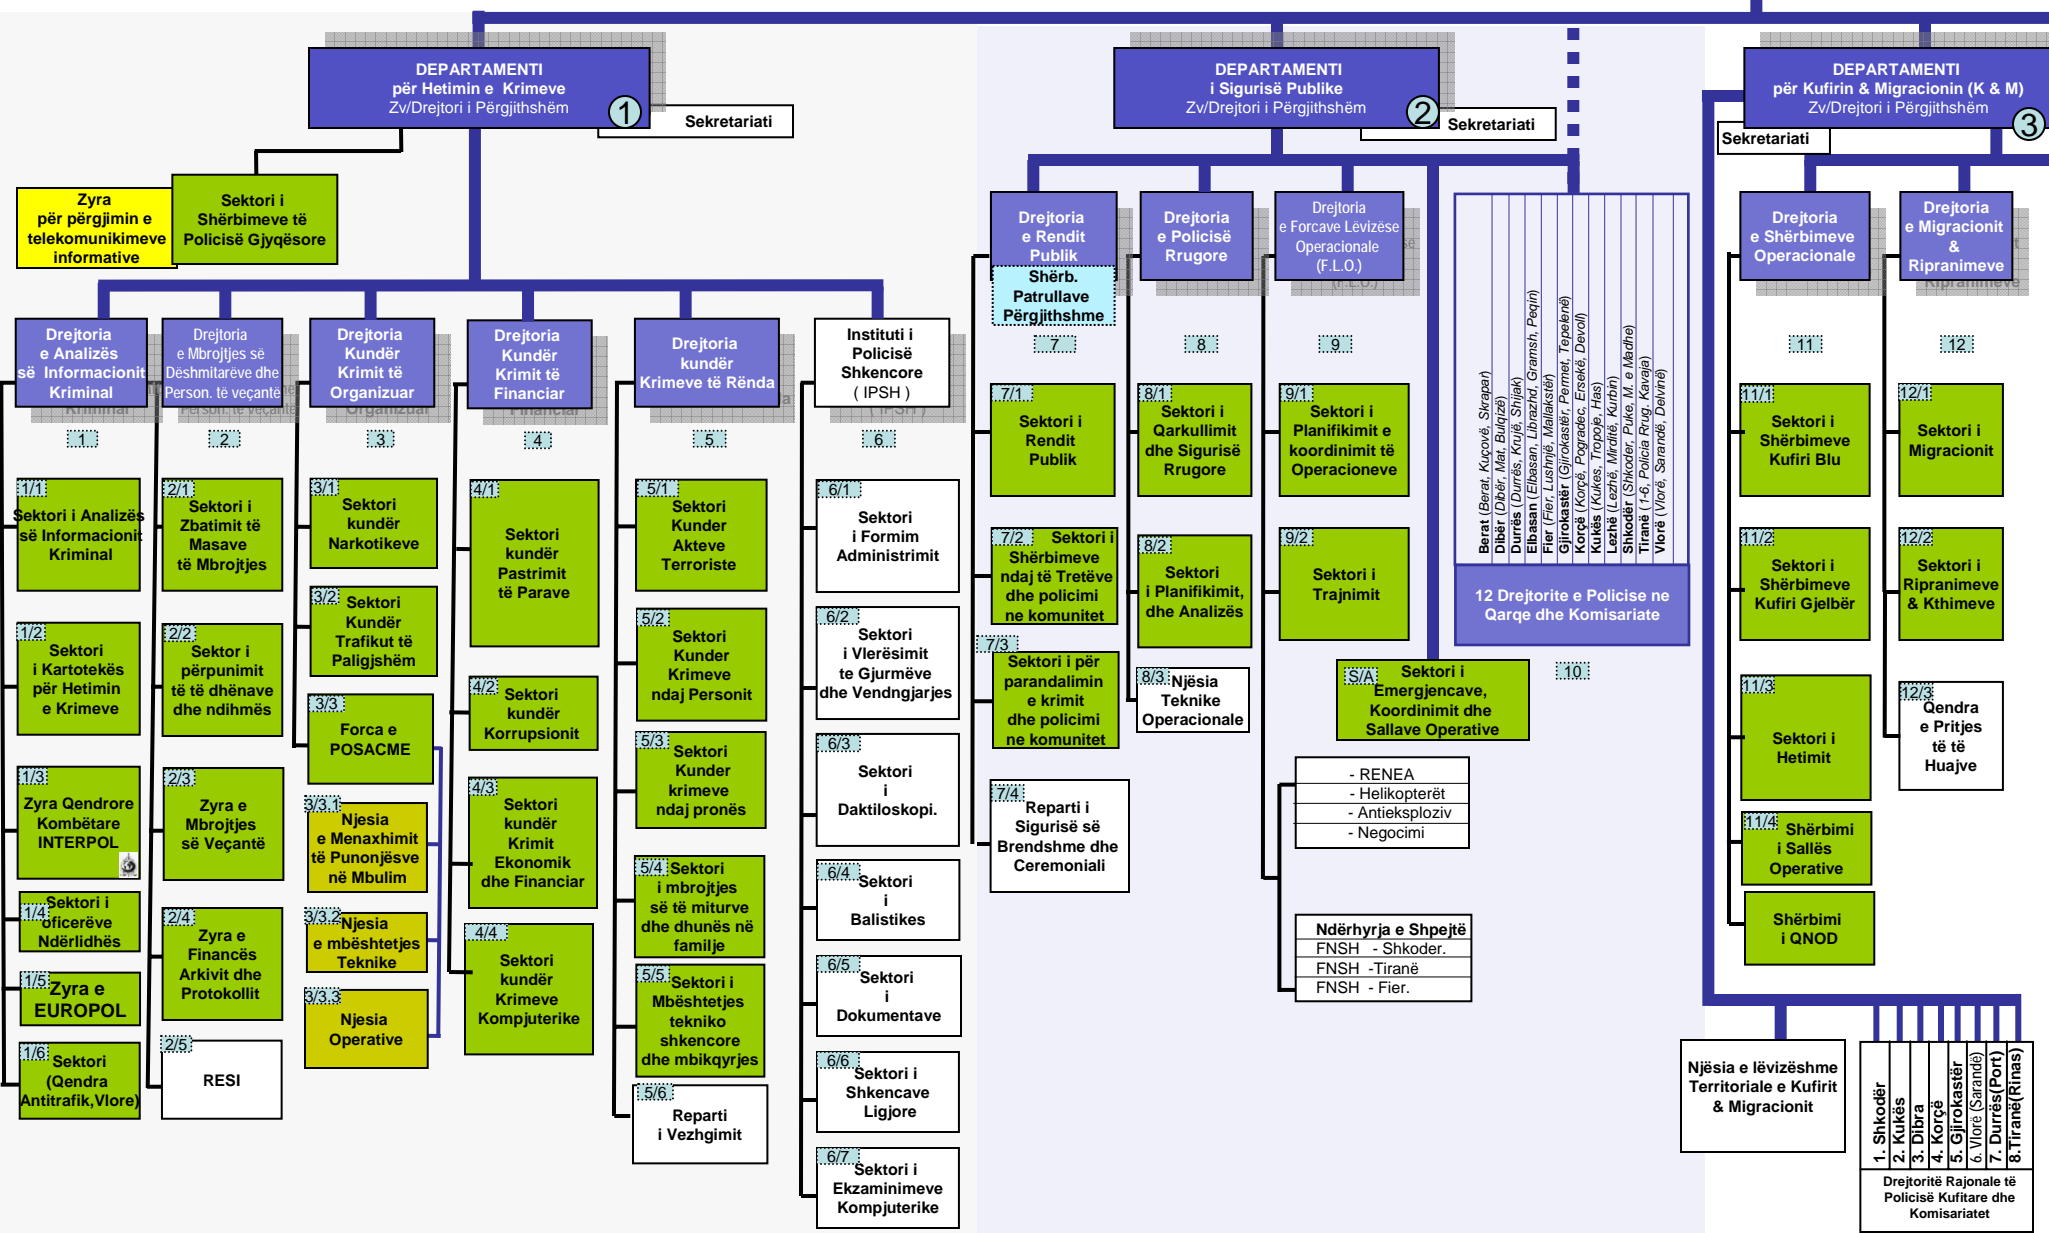 DEPARTAMENTI
për Hetimin e Krimeve
Zv/Drejtori i Përgjithshëm
1
Sekretariati
Zyra
për përgjimin e
telekomunikimeve
informative
Sektori i
Shërbimeve të
Policisë Gjyqësore
Drejtoria
e Analizës
së Informacionit
Kriminal
1
1/1
Sektori i Analizës
së Informacionit
Kriminal
1/2
Sektori
i Kartotekës
për Hetimin
e Krimeve
1/3
Zyra Qendrore
Kombëtare
INTERPOL
1/4
Sektori i
oficerëve
Ndërlidhës
1/5
Zyra e
EUROPOL
1/6
Sektori
(Qendra
Antitrafik,Vlore)
Drejtoria
e Mbrojtjes së
Dëshmitarëve dhe
Person. të veçantë
2
2/1
Sektori i
Zbatimit të
Masave
të Mbrojtjes
2/2
Sektor i
përpunimit
të të dhënave
dhe ndihmës
2/3
Zyra e
Mbrojtjes
së Veçantë
2/4
Zyra e
Financës
Arkivit dhe
Protokollit
2/5
RESI
Drejtoria
Kundër
Krimit të
Organizuar
3
3/1
Sektori
kundër
Narkotikeve
3/2
Sektori
Kundër
Trafikut të
Paligjshëm
3/3
Forca e
POSACME
3/3.1
Njesia
e Menaxhimit
të Punonjësve
në Mbulim
3/3.2
Njesia
e mbështetjes
Teknike
3/3.3
Njesia
Operative
Drejtoria
Kundër
Krimit të
Financiar
4
4/1
Sektori
kundër
Pastrimit
të Parave
4/2
Sektori
kundër
Korrupsionit
4/3
Sektori
kundër
Krimit
Ekonomik
dhe Financiar
4/4
Sektori
kundër
Krimeve
Kompjuterike
Drejtoria
kundër
Krimeve të Rënda
5
5/1
Sektori
Kunder
Akteve
Terroriste
5/2
Sektori
Kunder
Krimeve
ndaj Personit
5/3
Sektori
Kunder
krimeve
ndaj pronës
5/4
Sektori
i mbrojtjes
së të miturve
dhe dhunës në
familje
5/5
Sektori i
Mbështetjes
tekniko
shkencore
dhe mbikqyrjes
5/6
Reparti
i Vezhgimit
Instituti i
Policisë
Shkencore
( IPSH )
6
6/1
Sektori
i Formim
Administrimit
6/2
Sektori
i Vlerësimit
te Gjurmëve
dhe Vendngjarjes
6/3
Sektori
i
Daktiloskopi.
6/4
Sektori
i
Balistikes
6/5
Sektori
i
Dokumentave
6/6
Sektori i
Shkencave
Ligjore
6/7
Sektori i
Ekzaminimeve
Kompjuterike
DEPARTAMENTI
i Sigurisë Publike
Zv/Drejtori i Përgjithshëm
2
Sekretariati
Drejtoria
e Rendit
Publik
Shërb.
Patrullave
Përgjithshme
7
7/1
Sektori i
Rendit
Publik
7/2
Sektori i
Shërbimeve
ndaj të Tretëve
dhe policimi
ne komunitet
7/3
Sektori i për
parandalimin
e krimit
dhe policimi
ne komunitet
7/4
Reparti i
Sigurisë së
Brendshme dhe
Ceremoniali
Drejtoria
e Policisë
Rrugore
8
8/1
Sektori i
Qarkullimit
dhe Sigurisë
Rrugore
8/2
Sektori
i Planifikimit,
dhe Analizës
8/3
Njësia
Teknike
Operacionale
Drejtoria
e Forcave Lëvizëse
Operacionale
(F.L.O.)
9
9/1
Sektori i
Planifikimit e
koordinimit të
Operacioneve
9/2
Sektori i
Trajnimit
S/A
Sektori i
Emergjencave,
Koordinimit dhe
Sallave Operative
- RENEA
- Helikopterët
- Antieksploziv
- Negocimi
Ndërhyrja e Shpejtë
FNSH - Shkoder.
FNSH -Tiranë
FNSH - Fier.
Berat (Berat, Kuçovë, Skrapar)
Dibër (Dibër, Mat, Bulqizë)
Durrës (Durrës, Krujë, Shijak)
Elbasan (Elbasan, Librazhd, Gramsh, Peqin)
Fier (Fier, Lushnjë, Mallakstër)
Gjirokastër (Gjirokastër, Permet, Tepelenë)
Korçë (Korçë, Pogradec, Ersekë, Devoll)
Kukës (Kukes, Tropoje, Has)
Lezhë (Lezhë, Mirditë, Kurbin)
Shkodër (Shkoder, Puke, M. e Madhe)
Tiranë (1-6, Policia Rrug. Kavaja)
Vlorë (Vlorë, Sarandë, Delvinë)
12 Drejtorite e Policise ne
Qarqe dhe Komisariate
10
DEPARTAMENTI
për Kufirin & Migracionin (K & M)
Zv/Drejtori i Përgjithshëm
3
Sekretariati
Drejtoria
e Shërbimeve
Operacionale
11
11/1
Sektori i
Shërbimeve
Kufiri Blu
11/2
Sektori i
Shërbimeve
Kufiri Gjelbër
11/3
Sektori i
Hetimit
11/4
Shërbimi
i Sallës
Operative
Shërbimi
i QNOD
Drejtoria
e Migracionit
&
Ripranimeve
12
12/1
Sektori i
Migracionit
12/2
Sektori i
Ripranimeve
& Kthimeve
12/3
Qendra
e Pritjes
të të
Huajve
Njësia e lëvizëshme
Territoriale e Kufirit
& Migracionit
1. Shkodër
2. Kukës
3. Dibra
4. Korçë
5. Gjirokastër
6. Vlorë (Sarandë)
7. Durrës(Port)
8.Tiranë(Rinas)
Drejtoritë Rajonale të
Policisë Kufitare dhe
Komisariatet